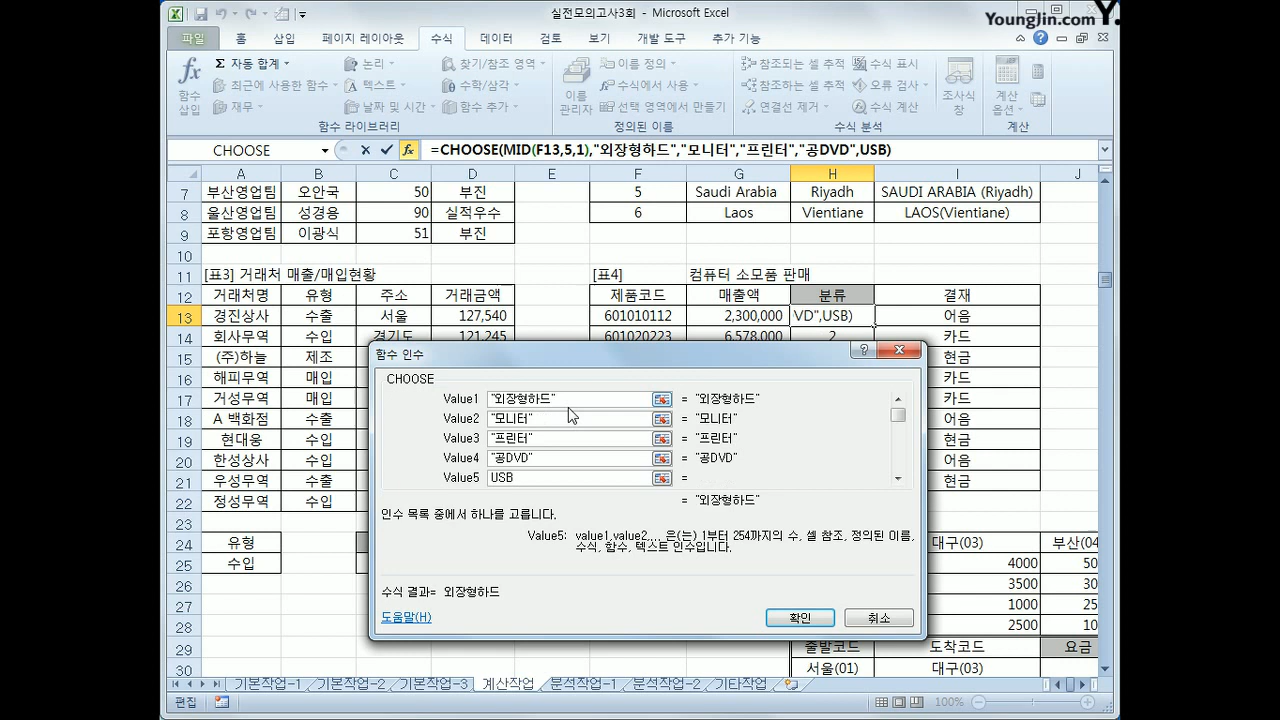 실전모의고사3회 - Microsoft Excel
YoungJin.com Y.
파일 홈 삽입 페이지 레이아웃 수식 데이터 검토 보기 개발 도구 추가 기능
fx 함수 삽입
Σ 자동 합계
최근에 사용한 함수
재무
논리
텍스트
날짜 및 시간
찾기/참조 영역
수학/삼각
함수 추가
함수 라이브러리
이름 관리자
이름 정의
수식에서 사용
선택 영역에서 만들기
정의된 이름
참조되는 셀 추적
참조하는 셀 추적
연결선 제거
수식 표시
오류 검사
수식 계산
조사식 창
수식 분석
계산 옵션
계산
CHOOSE =CHOOSE(MID(F13,5,1),"외장형하드","모니터","프린터","공DVD",USB)
A B C D E F G H I J
7 부산영업팀 오안국 50 부진 5 Saudi Arabia Riyadh SAUDI ARABIA (Riyadh)
8 울산영업팀 성경용 90 실적우수 6 Laos Vientiane LAOS(Vientiane)
9 포항영업팀 이광식 51 부진
10
11 [표3] 거래처 매출/매입현황 [표4] 컴퓨터 소모품 판매
12 거래처명 유형 주소 거래금액 제품코드 매출액 분류 결재
13 경진상사 수출 서울 127,540 601010112 2,300,000 VD",USB) 어음
14 회사무역 수입 경기도 121,245 601020223 6,578,000 2 카드
15 (주)하늘 제조 현금
16 해피무역 매입 카드
17 거성무역 매입 카드
18 A 백화점 수출 어음
19 현대웅 수입 현금
20 한성상사 수입 어음
21 우성무역 수출 현금
22 정성무역 수입
23
24 유형 대구(03) 부산(04
25 수입 4000 50
26 3500 30
27 1000 25
28 2500 10
29 출발코드 도착코드 요금
30 서울(01) 대구(03)
함수 인수
CHOOSE
Value1 "외장형하드" = "외장형하드"
Value2 "모니터" = "모니터"
Value3 "프린터" = "프린터"
Value4 "공DVD" = "공DVD"
Value5 USB =
= "외장형하드"
인수 목록 중에서 하나를 고릅니다.
Value5: value1,value2,... 은(는) 1부터 254까지의 수, 셀 참조, 정의된 이름,
수식, 함수, 텍스트 인수입니다.
수식 결과= 외장형하드
도움말(H) 확인 취소
기본작업-1 기본작업-2 기본작업-3 계산작업 분석작업-1 분석작업-2 기타작업
편집 100%